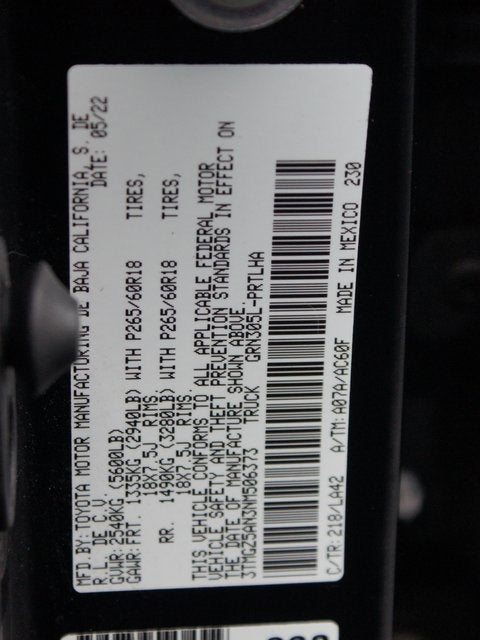 MFD.BY: TOYOTA MOTOR MANUFACTURING DE BAJA CALIFORNIA, S. DE
R.L. DE C.V. DATE: 05/22
GVWR: 2540KG (5600LB)
GAWR: FRT 1335KG (2940LB) WITH P265/60R18 TIRES,
18X7.5J RIMS
RR. 1490KG (3280LB) WITH P265/60R18 TIRES,
18X7.5J RIMS.
THIS VEHICLE CONFORMS TO ALL APPLICABLE FEDERAL MOTOR
VEHICLE SAFETY AND THEFT PREVENTION STANDARDS IN EFFECT ON
THE DATE OF MANUFACTURE SHOWN ABOVE.
3TMGZ5AN3NM506373 TRUCK GRN305L-PRTLHA
C/TR: 218/LA42 A/TM: A07A/AC60F MADE IN MEXICO 230